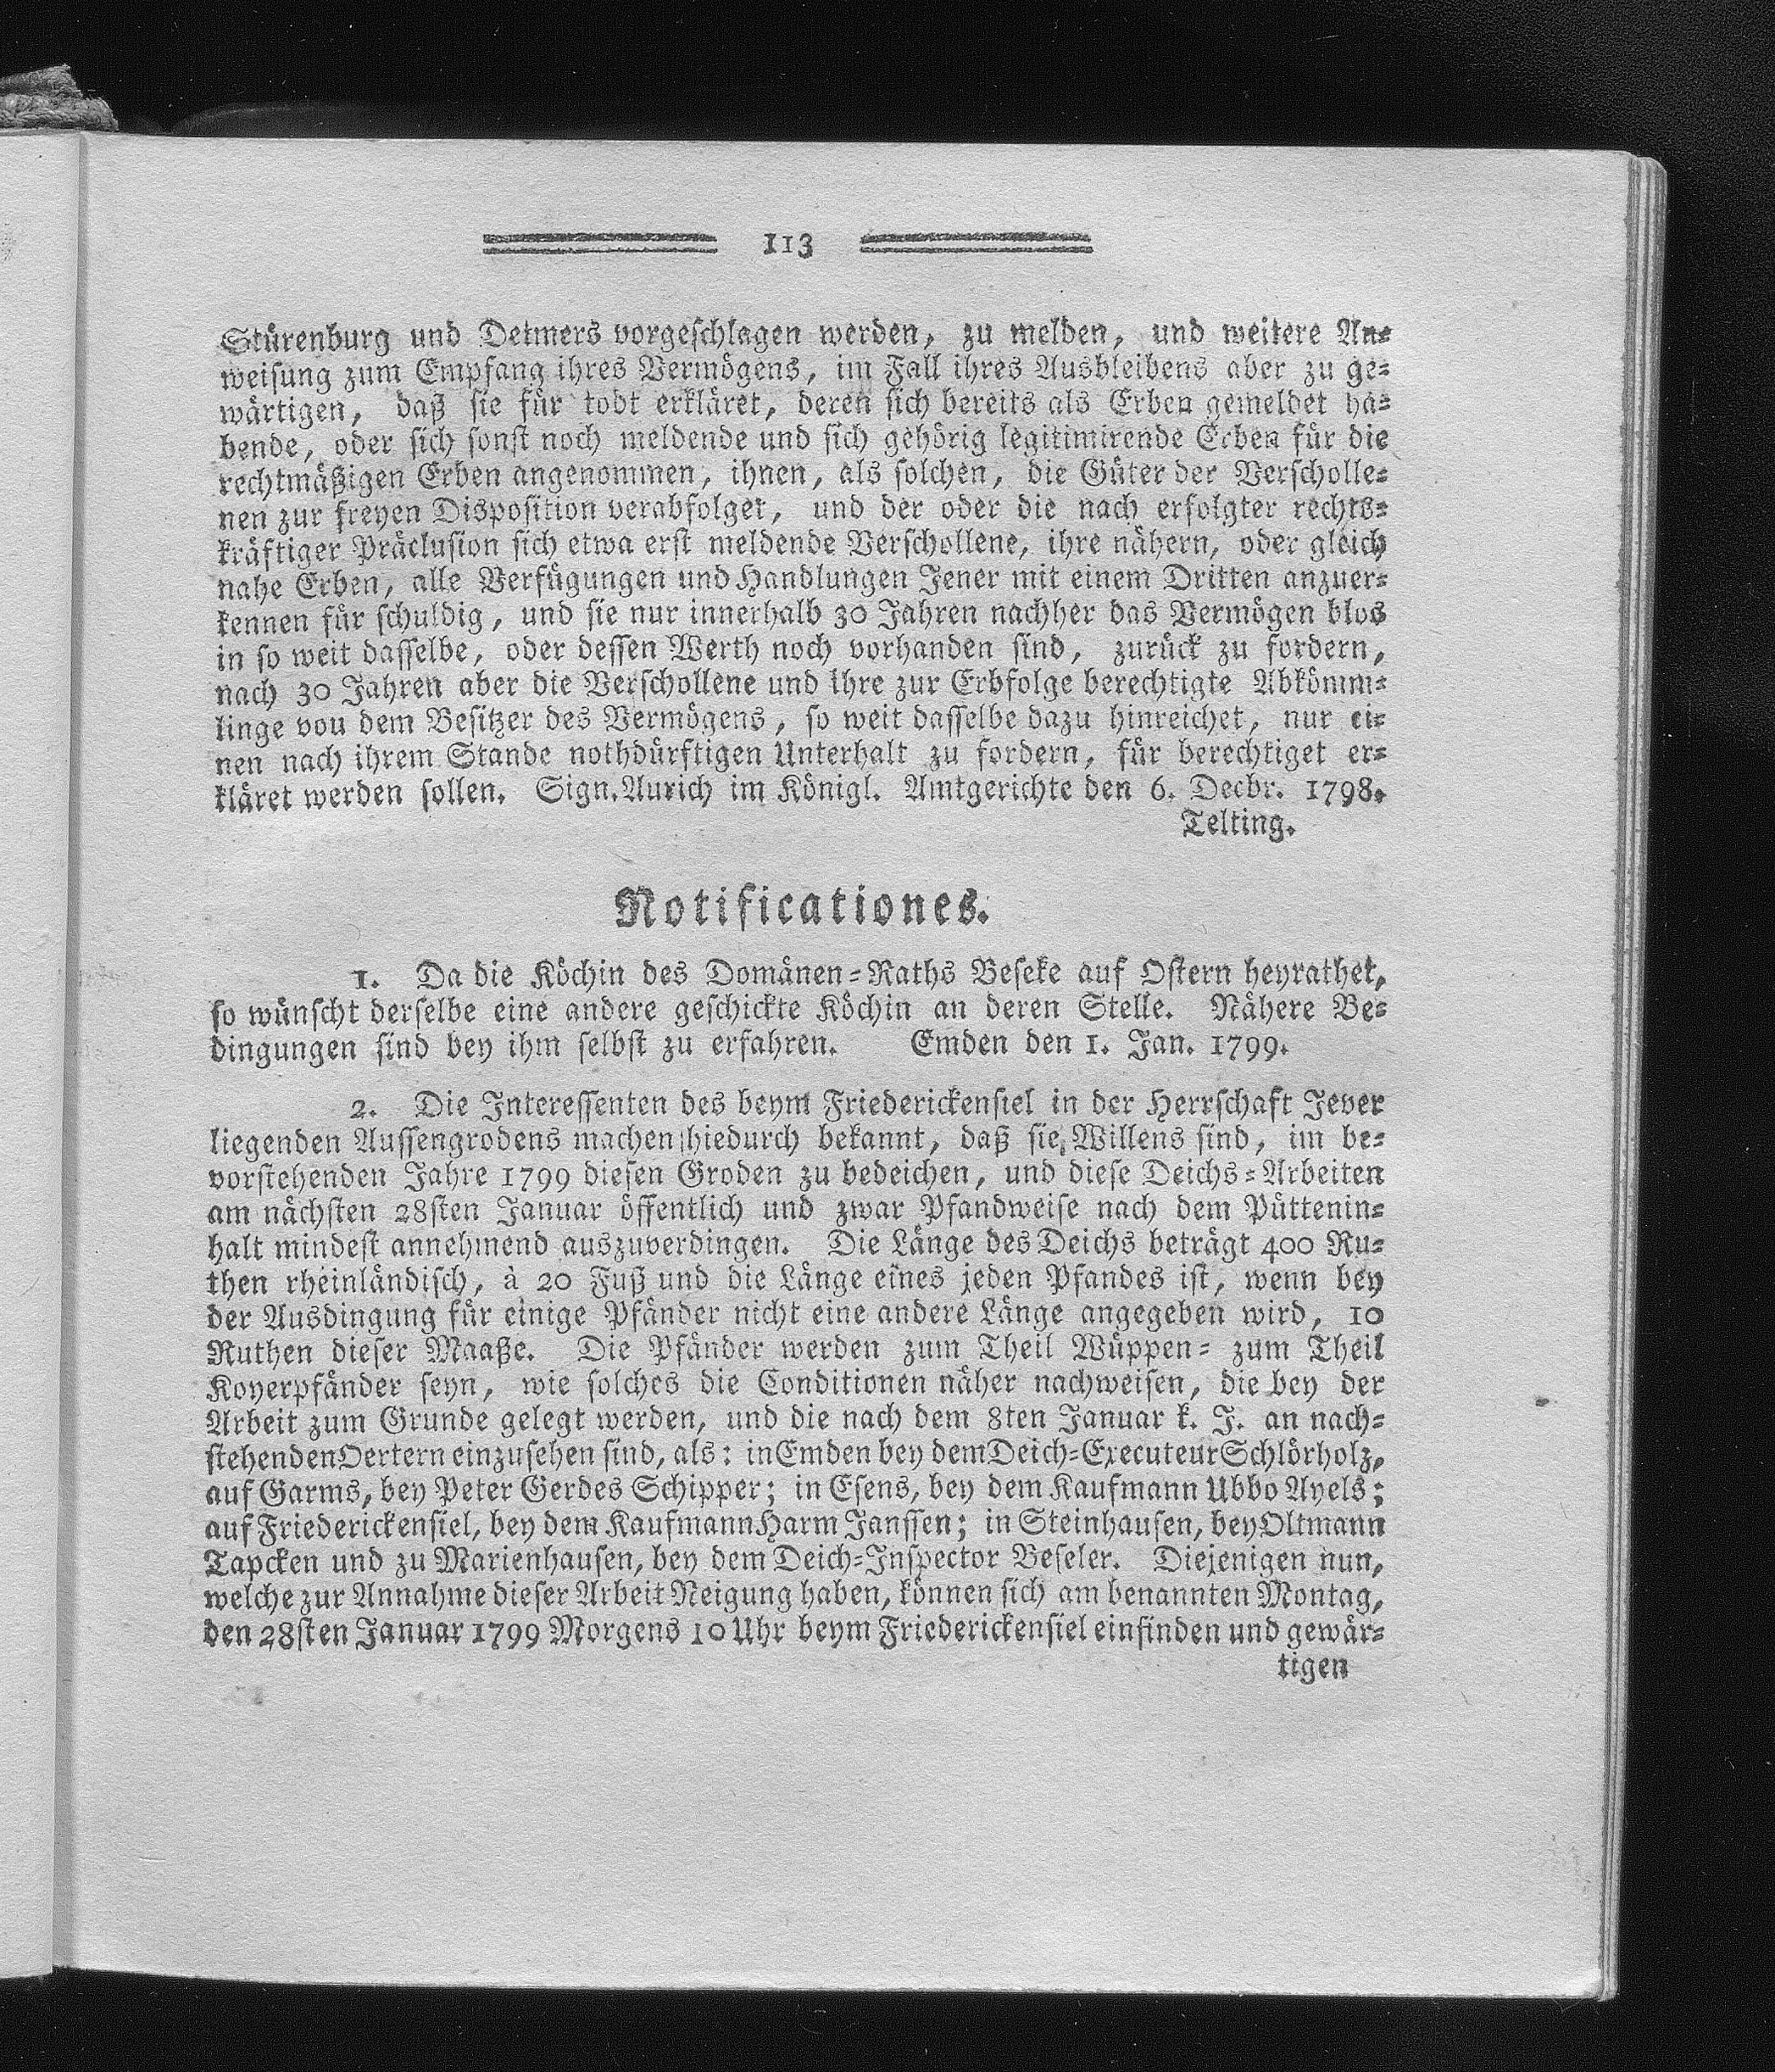 113
Stürenburg und Detmers vorgeschlagen werden, zu melden, und weitere An-
weisung zum Empfang ihres Vermögens, im Fall ihres Ausbleibens aber zu ge-
wärtigen, daß sie für todt erkläret, deren sich bereits als Erben gemeldet ha-
bende, oder sich sonst noch meldende und sich gehörig legitimirende Erben für die
rechtmäßigen Erben angenommen, ihnen, als solchen, die Güter der Verscholle-
nen zur freyen Disposition verabfolget, und der oder die nach erfolgter rechts-
kräftiger Präclusion sich etwa erst meldende Verschollene, ihre nähern, oder gleich
nahe Erben, alle Verfügungen und Handlungen Jener mit einem Dritten anzuer-
kennen für schuldig, und sie nur innerhalb 30 Jahren nachher das Vermögen blos
in so weit dasselbe, oder dessen Werth noch vorhanden sind, zurück zu fordern,
nach 30 Jahren aber die Verschollene und ihre zur Erbfolge berechtigte Abkömm-
linge vou dem Besitzer des Vermögens, so weit dasselbe dazu hinreichet, nur ei-
nen nach ihrem Stande nothdürftigen Unterhalt zu fordern, für berechtiget er-
kläret werden sollen. Sign. Aurich im Königl. Amtgerichte den 6. Decbr. 1798.
Telting.
Notificationes.
1. Da die Köchin des Domänen-Raths Beseke auf Ostern heyrathet,
so wünscht derselbe eine andere geschickte Köchin an deren Stelle. Nähere Be-
dingungen sind bey ihm selbst zu erfahren. Emden den 1. Jan. 1799.
2. Die Interessenten des beym Friederickensiel in der Herrschaft Jever
liegenden Aussengrodens machen hiedurch bekannt, daß sie Willens sind, im be-
vorstehenden Jahre 1799 diesen Groden zu bedeichen, und diese Deichs-Arbeiten
am nächsten 28sten Januar öffentlich und zwar Pfandweise nach dem Püttenin-
halt mindest annehmend auszuverdingen. Die Länge des Deichs beträgt 400 Ru-
then rheinländisch, à 20 Fuß und die Länge eines jeden Pfandes ist, wenn bey
der Ausdingung für einige Pfänder nicht eine andere Länge angegeben wird, 10
Ruthen dieser Maaße. Die Pfänder werden zum Theil Wüppen- zum Theil
Koyerpfänder seyn, wie solches die Conditionen näher nachweisen, die bey der
Arbeit zum Grunde gelegt werden, und die nach dem 8ten Januar k. J. an nach-
stehenden Oertern einzusehen sind, als: in Emden bey dem Deich-Executeur Schlörholz,
auf Garms, bey Peter Gerdes Schipper; in Esens, bey dem Kaufmann Ubbo Ayels;
auf Friederickensiel, bey dem Kaufmann Harm Janssen; in Steinhausen, bey Oltmann
Tapcken und zu Marienhausen, bey dem Deich-Inspector Beseler. Diejenigen nun,
welche zur Annahme dieser Arbeit Neigung haben, können sich am benannten Montag,
den 28sten Januar 1799 Morgens 10 Uhr beym Friederickensiel einfinden und gewär-
tigen